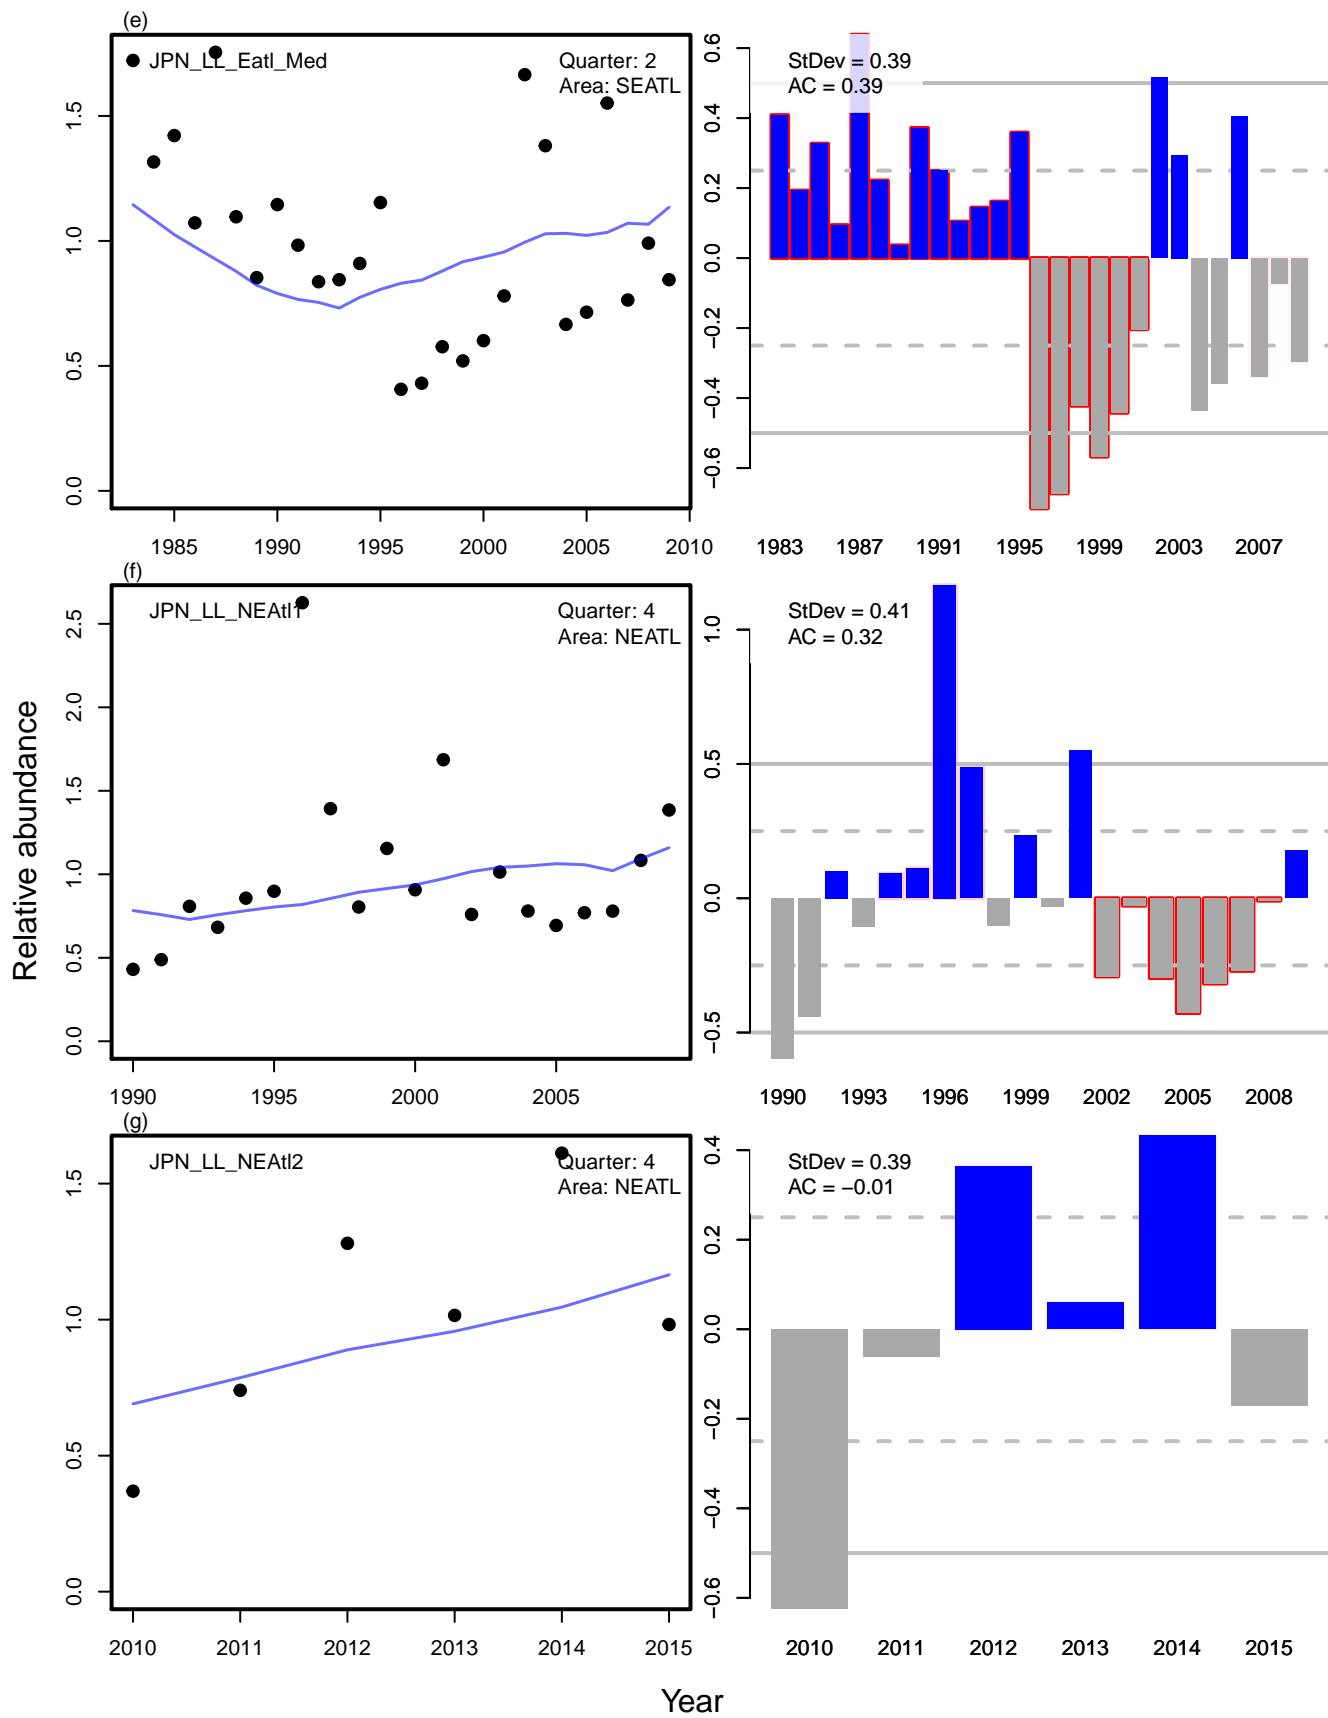 (e)
JPN_LL_Eatl_Med
Quarter: 2
Area: SEATL
0.0 0.5 1.0 1.5
1985 1990 1995 2000 2005 2010
StDev = 0.39
AC = 0.39
−0.6 −0.4 −0.2 0.0 0.2 0.4 0.6
1983 1987 1991 1995 1999 2003 2007
(f)
JPN_LL_NEAtl1
Quarter: 4
Area: NEATL
0.0 0.5 1.0 1.5 2.0 2.5
1990 1995 2000 2005
StDev = 0.41
AC = 0.32
−0.5 0.0 0.5 1.0
1990 1993 1996 1999 2002 2005 2008
(g)
JPN_LL_NEAtl2
Quarter: 4
Area: NEATL
0.0 0.5 1.0 1.5
2010 2011 2012 2013 2014 2015
StDev = 0.39
AC = −0.01
−0.6 −0.4 −0.2 0.0 0.2 0.4
2010 2011 2012 2013 2014 2015
Relative abundance
Year